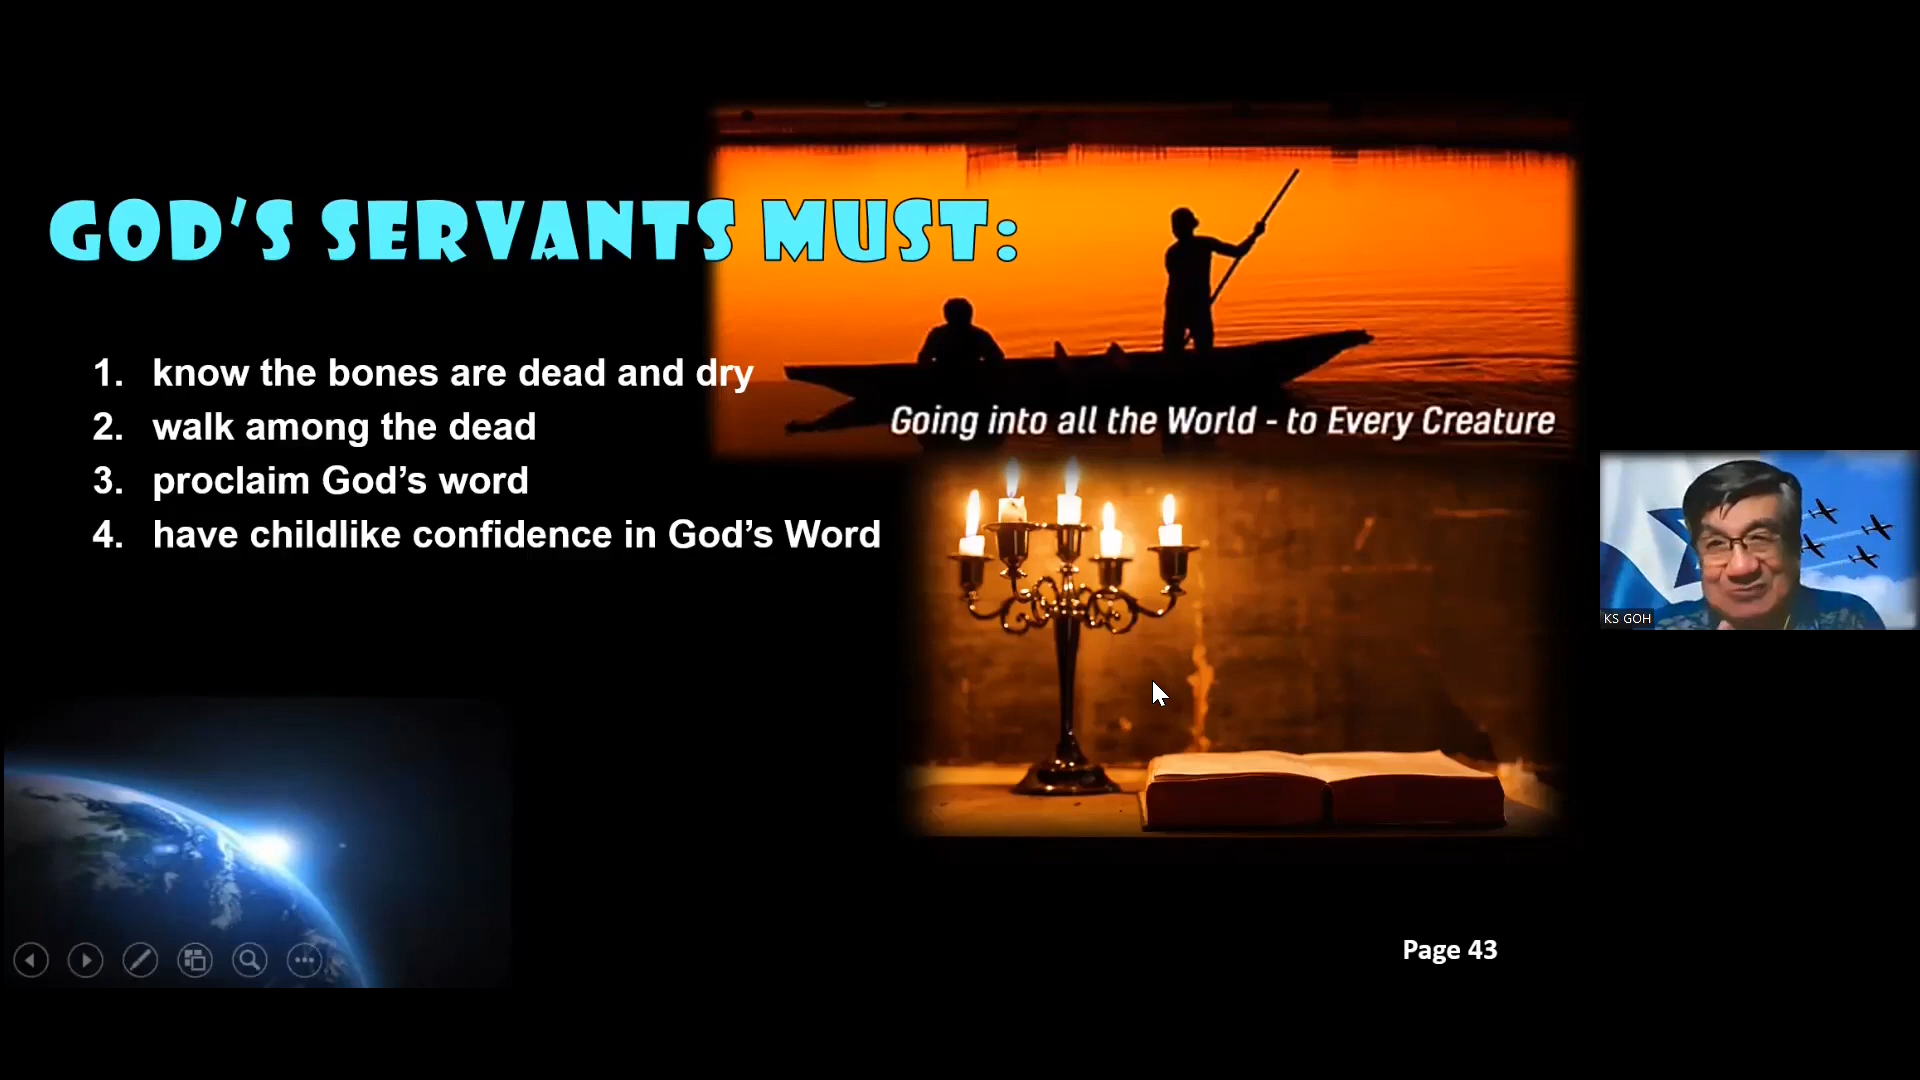 GOD’S SERVANTS MUST:
1. know the bones are dead and dry
2. walk among the dead
3. proclaim God’s word
4. have childlike confidence in God’s Word
Going into all the World - to Every Creature
KS GOH
Page 43